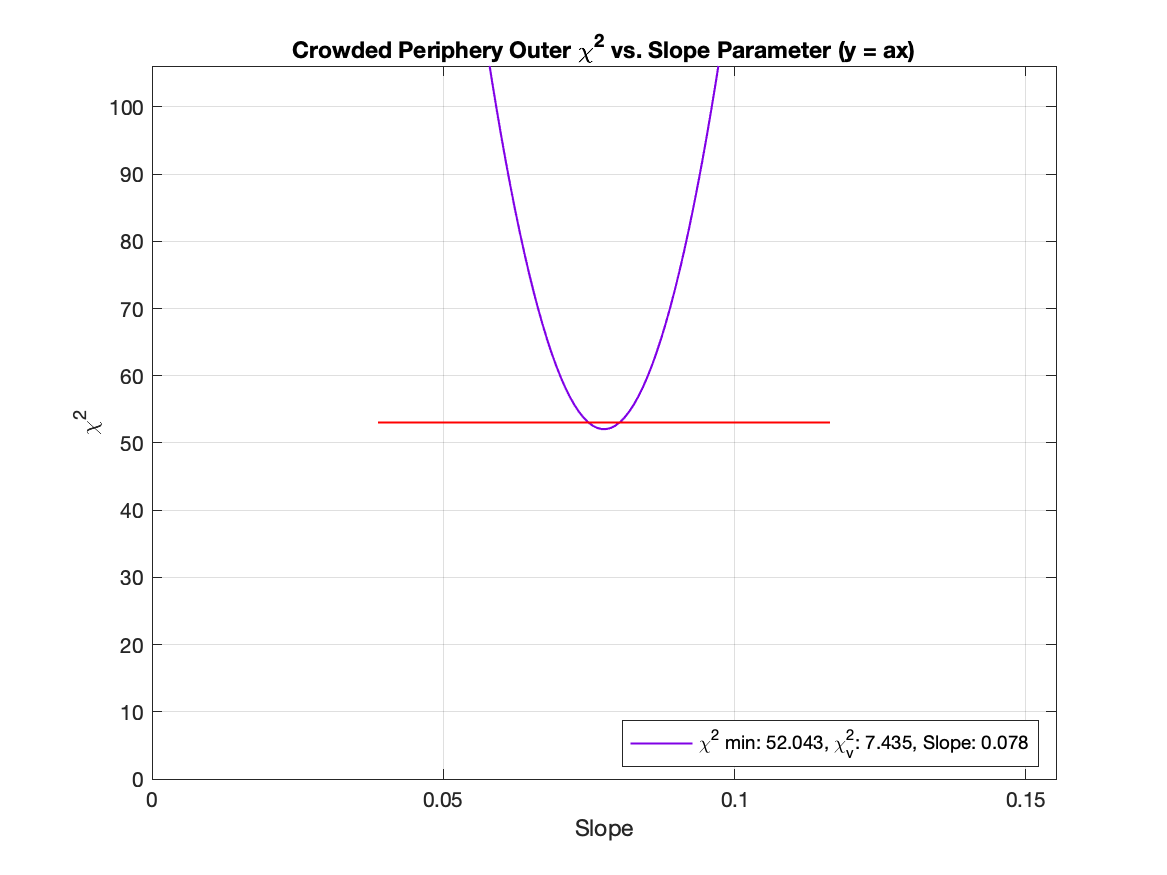 Crowded Periphery Outer χ² vs. Slope Parameter (y = ax)
100
90
80
70
60
50
40
30
20
10
0
χ²
0 0.05 0.1 0.15
Slope
χ² min: 52.043, χ²ᵥ: 7.435, Slope: 0.078